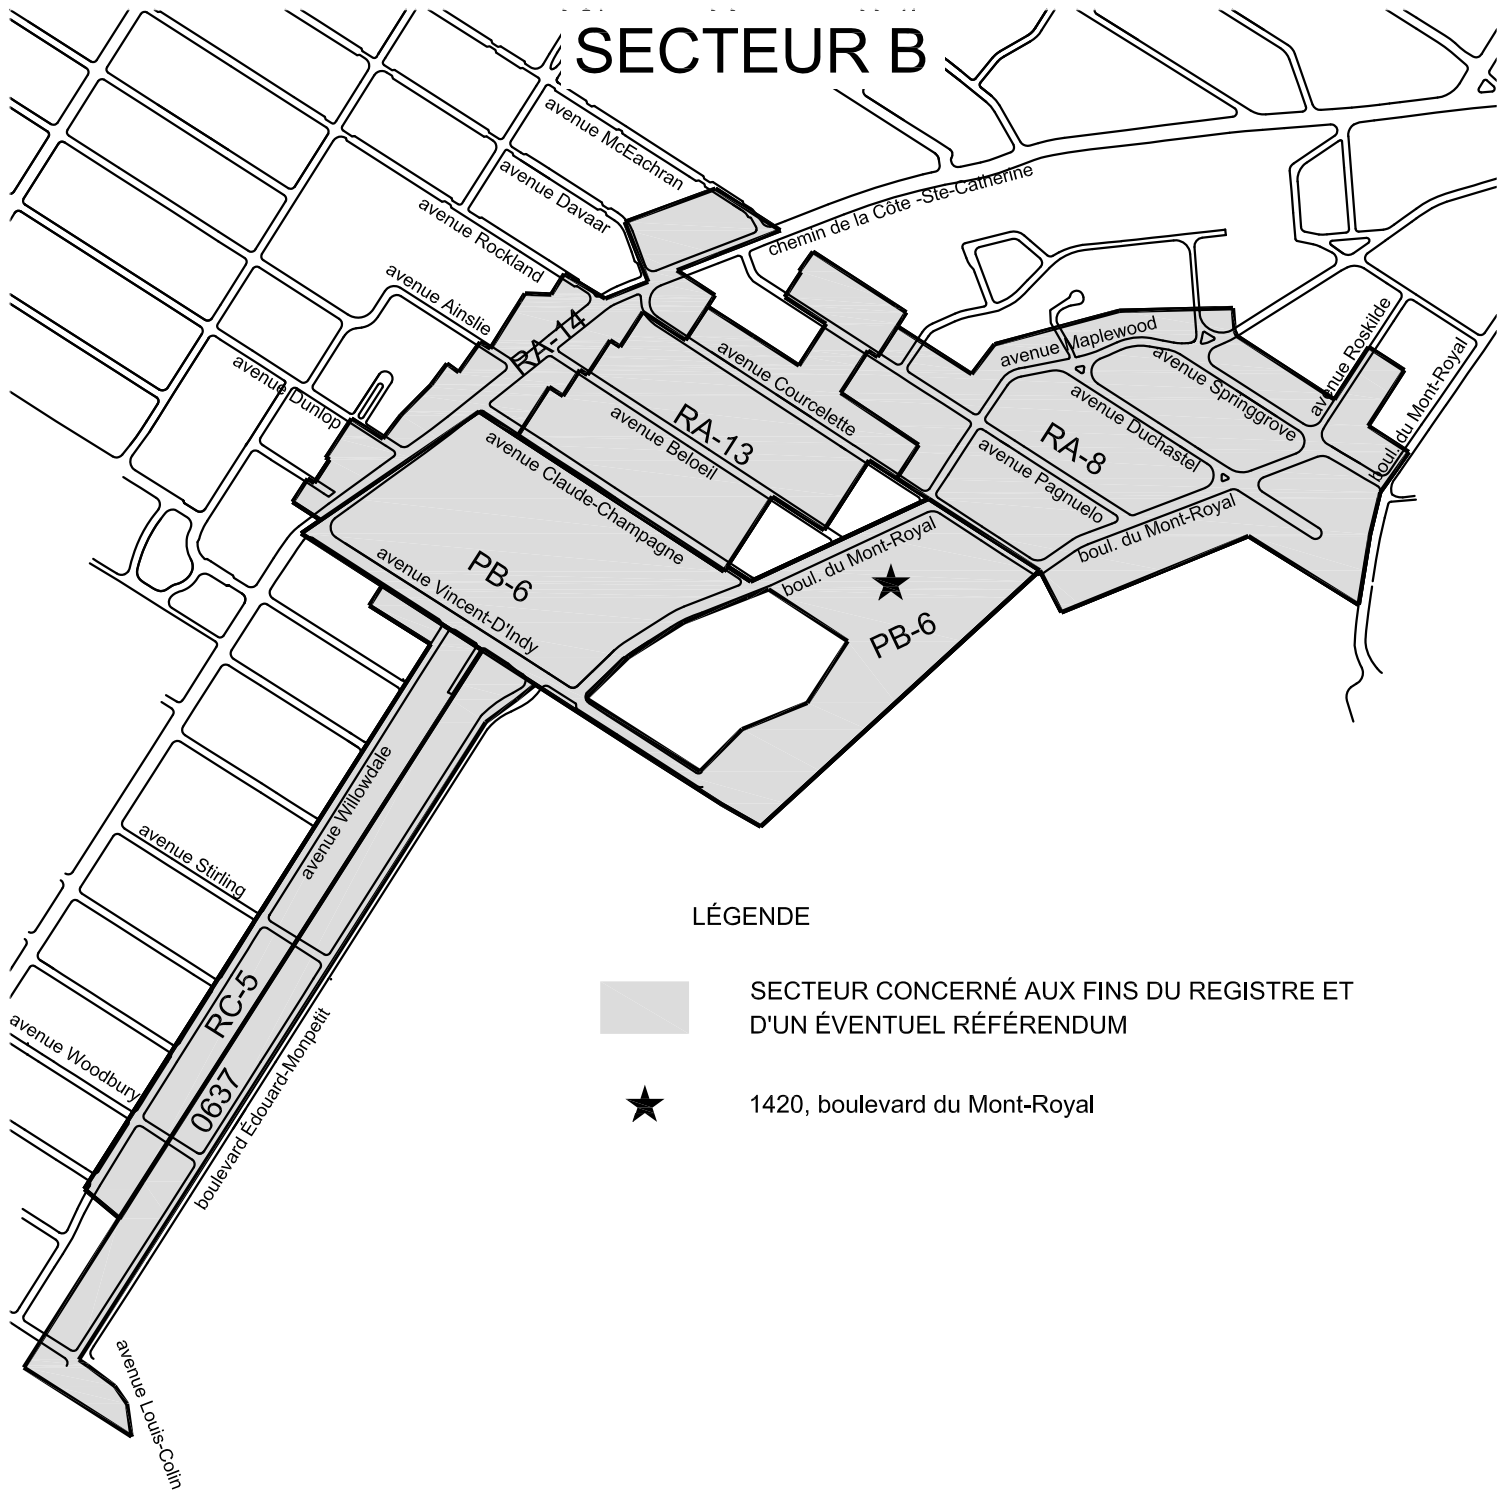 SECTEUR B
avenue McEachran
avenue Davaar
avenue Rockland
avenue Ainslie
avenue Dunlop
chemin de la Côte -Ste-Catherine
RA-14
avenue Courcelette
RA-13
avenue Beloeil
avenue Claude-Champagne
avenue Maplewood
avenue Springgrove
avenue Roskilde
boul. du Mont-Royal
avenue Duchastel
RA-8
avenue Pagnuelo
boul. du Mont-Royal
boul. du Mont-Royal
boul. du Mont-Royal
PB-6
avenue Vincent-D'Indy
PB-6
avenue Willowdale
avenue Stirling
RC-5
avenue Woodbury
0637
boulevard Édouard-Monpetit
avenue Louis-Colin
LÉGENDE
SECTEUR CONCERNÉ AUX FINS DU REGISTRE ET
D'UN ÉVENTUEL RÉFÉRENDUM
1420, boulevard du Mont-Royal